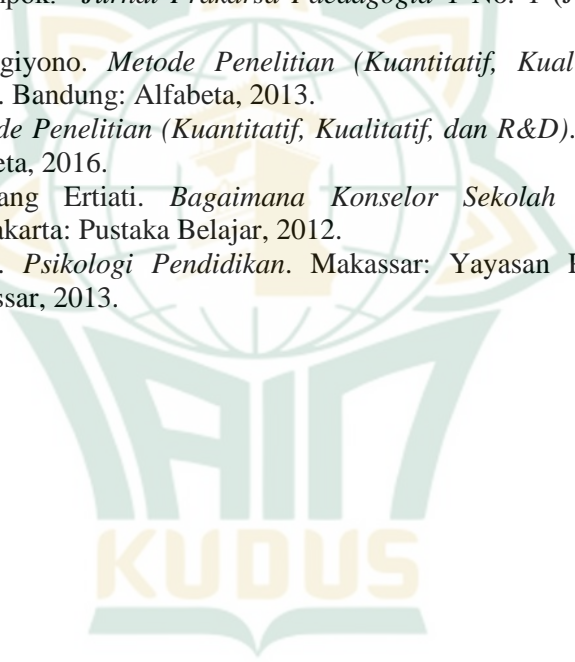 Jurnal Prakarsa Paedagogia 1 No. 1 (J
giyono. Metode Penelitian (Kuantitatif, Kual
. Bandung: Alfabeta, 2013.
de Penelitian (Kuantitatif, Kualitatif, dan R&D).
eta, 2016.
ang Ertiati. Bagaimana Konselor Sekolah
akarta: Pustaka Belajar, 2012.
. Psikologi Pendidikan. Makassar: Yayasan
ssar, 2013.
IAIN
KUDUS